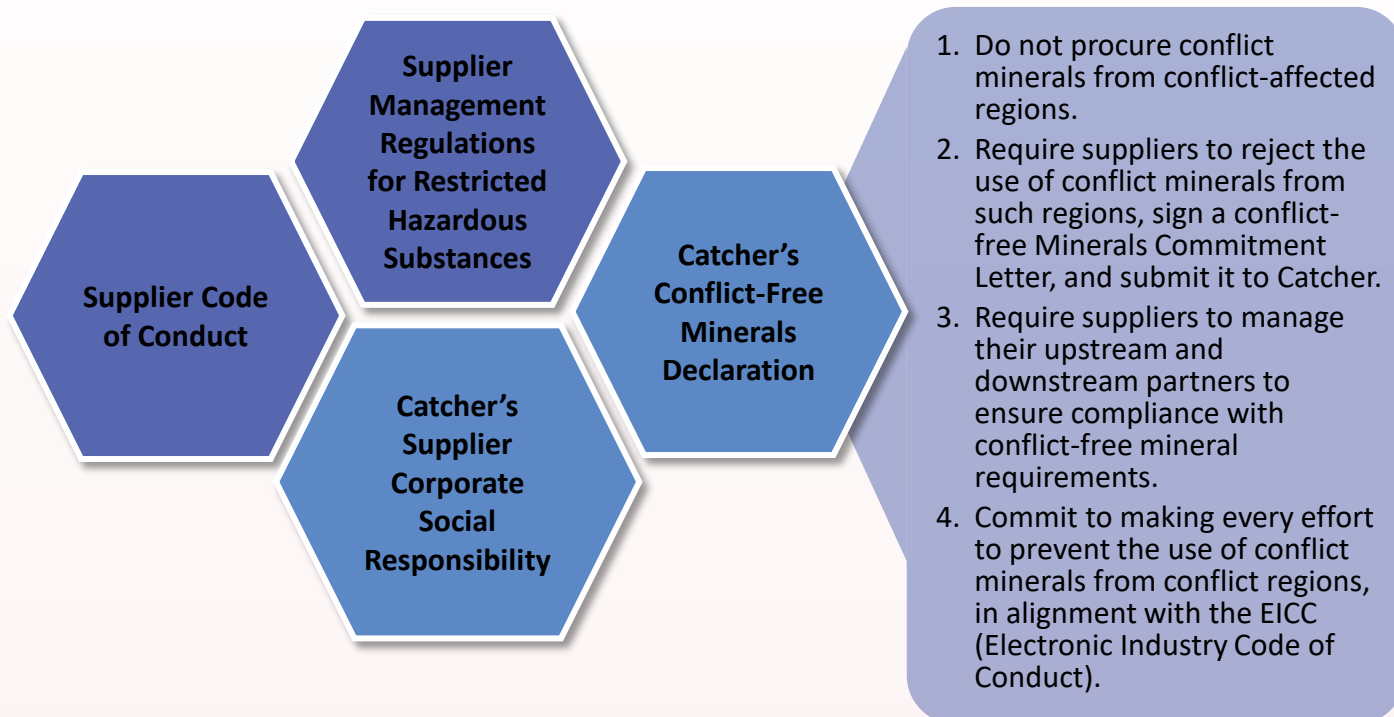 Supplier Code
of Conduct
Supplier
Management
Regulations
for Restricted
Hazardous
Substances
Catcher’s
Supplier
Corporate
Social
Responsibility
Catcher’s
Conflict-Free
Minerals
Declaration
1. Do not procure conflict
minerals from conflict-affected
regions.
2. Require suppliers to reject the
use of conflict minerals from
such regions, sign a conflict-
free Minerals Commitment
Letter, and submit it to Catcher.
3. Require suppliers to manage
their upstream and
downstream partners to
ensure compliance with
conflict-free mineral
requirements.
4. Commit to making every effort
to prevent the use of conflict
minerals from conflict regions,
in alignment with the EICC
(Electronic Industry Code of
Conduct).